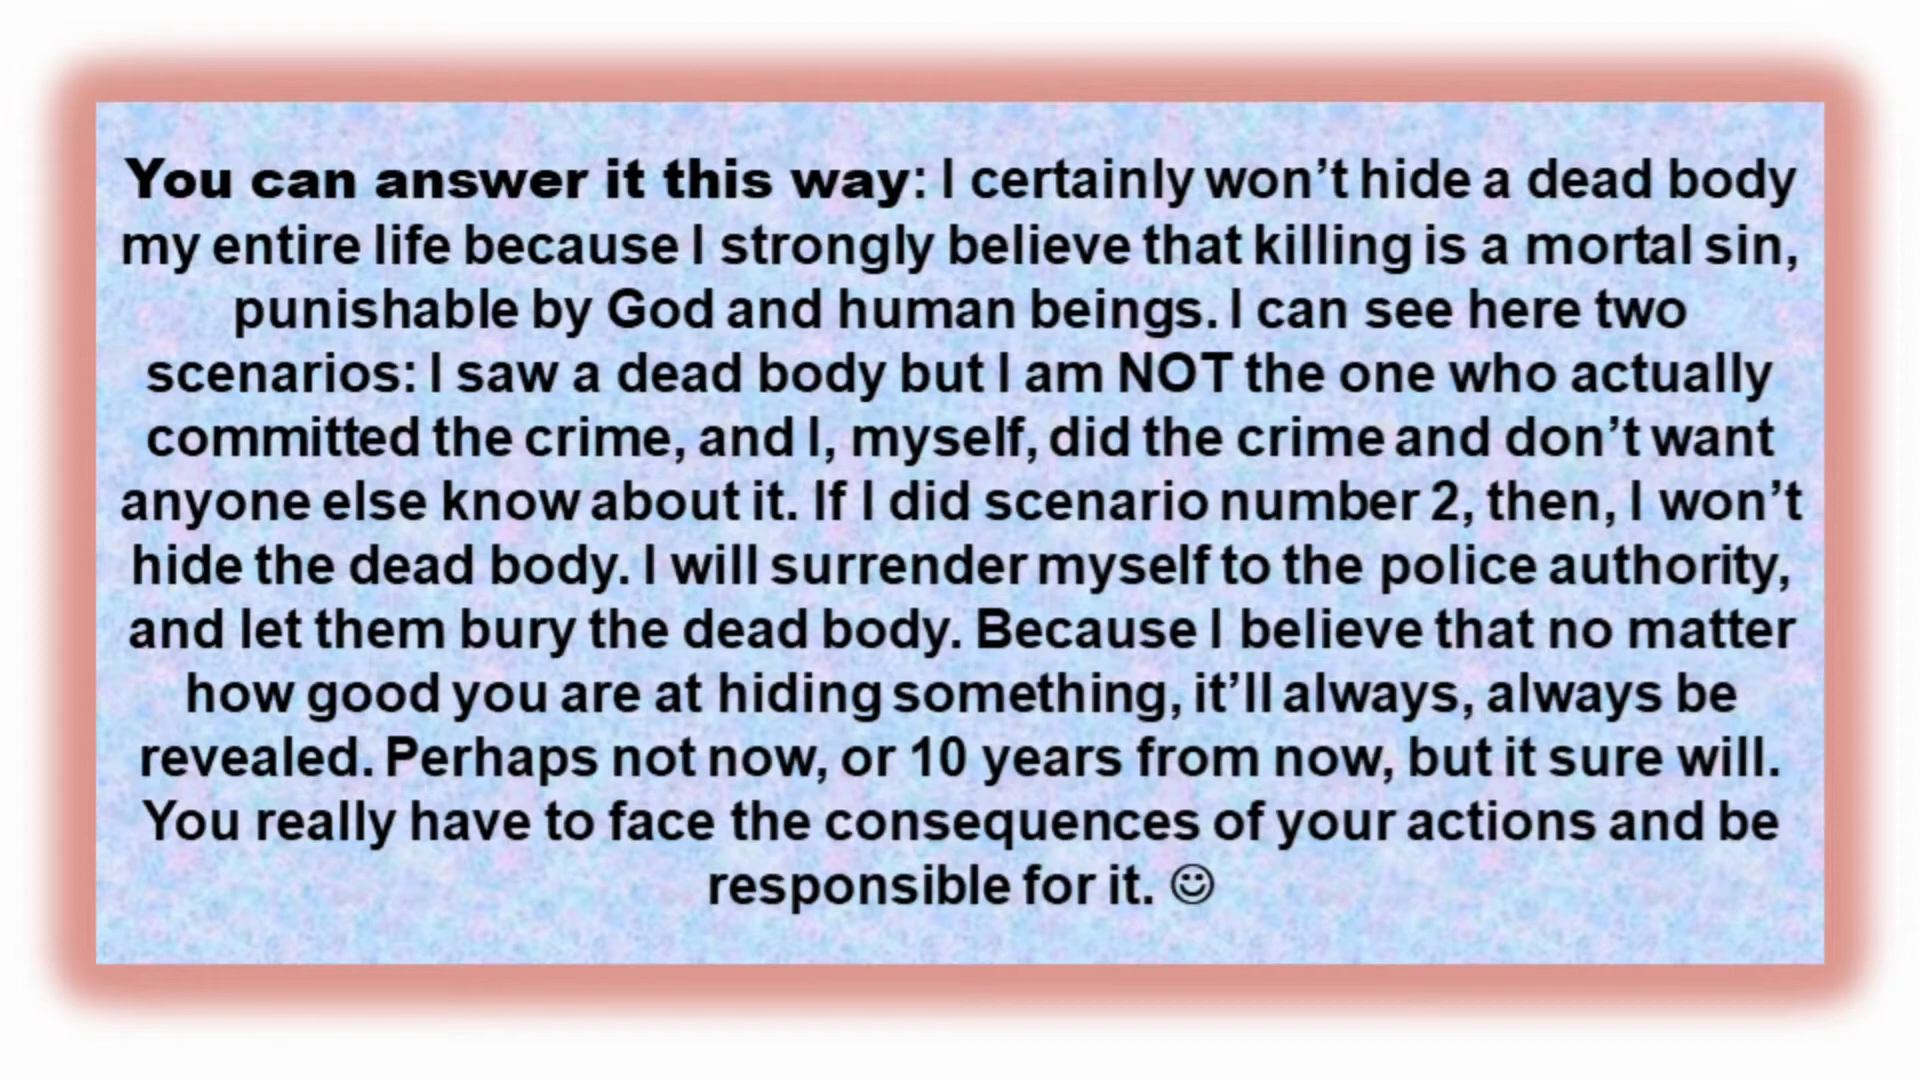 You can answer it this way: I certainly won’t hide a dead body
my entire life because I strongly believe that killing is a mortal sin,
punishable by God and human beings. I can see here two
scenarios: I saw a dead body but I am NOT the one who actually
committed the crime, and I, myself, did the crime and don’t want
anyone else know about it. If I did scenario number 2, then, I won’t
hide the dead body. I will surrender myself to the police authority,
and let them bury the dead body. Because I believe that no matter
how good you are at hiding something, it’ll always, always be
revealed. Perhaps not now, or 10 years from now, but it sure will.
You really have to face the consequences of your actions and be
responsible for it. ☺